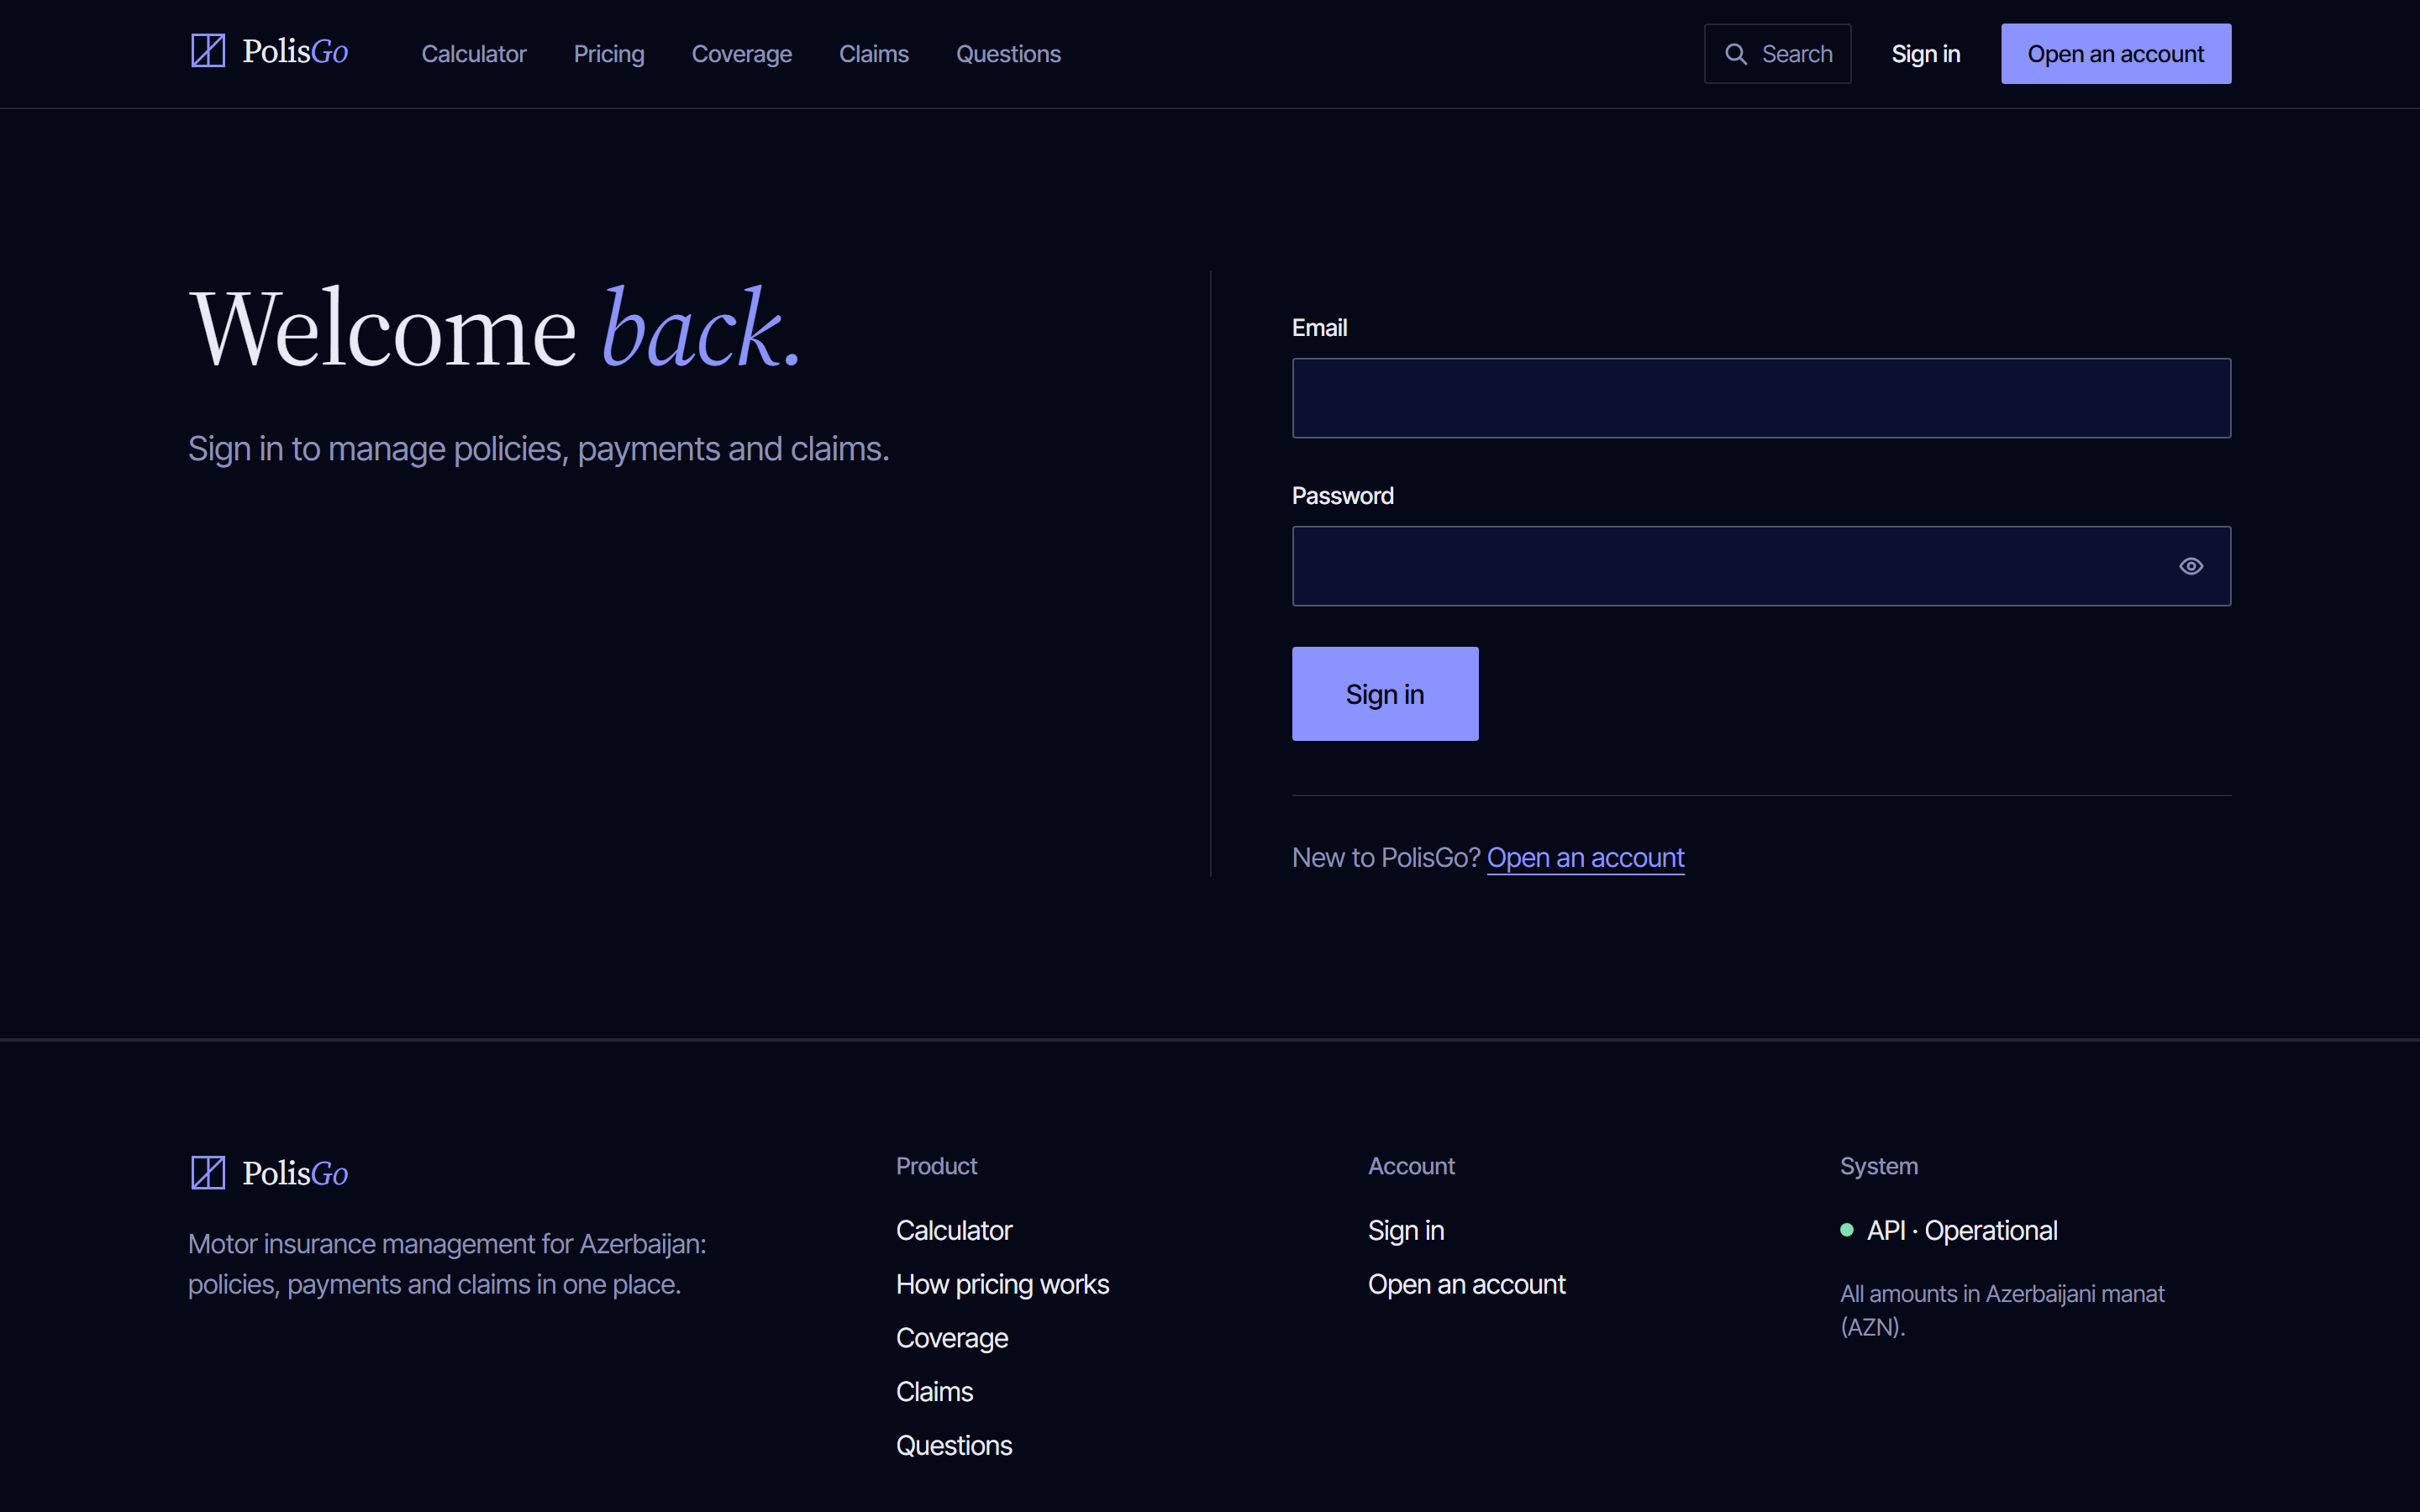 PolisGo
Calculator
Pricing
Coverage
Claims
Questions
Search
Sign in
Open an account
Welcome back.
Sign in to manage policies, payments and claims.
Email
Password
Sign in
New to PolisGo? Open an account
PolisGo
Motor insurance management for Azerbaijan:
policies, payments and claims in one place.
Product
Calculator
How pricing works
Coverage
Claims
Questions
Account
Sign in
Open an account
System
API · Operational
All amounts in Azerbaijani manat
(AZN).